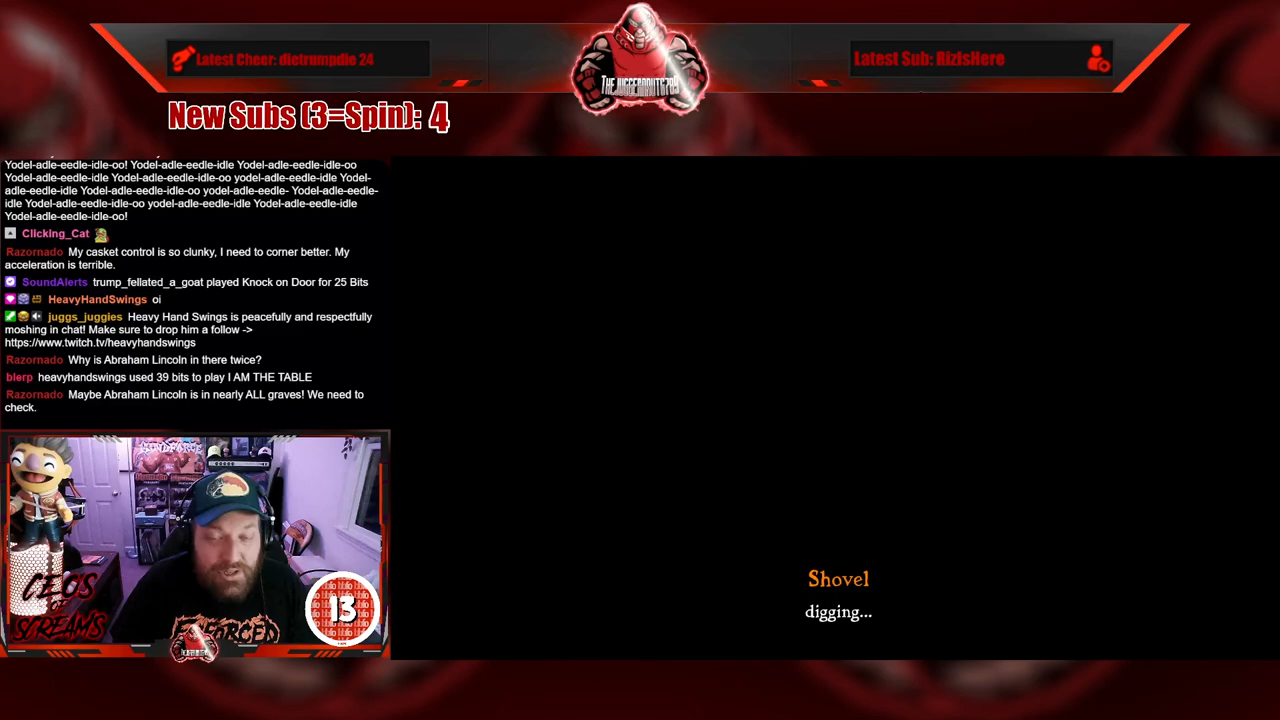 Latest Cheer: dietrumpdie 24
THEJUGGERNAUT6789
Latest Sub: RizIsHere
New Subs (3=Spin): 4
Yodel-adle-eedle-idle-oo! Yodel-adle-eedle-idle Yodel-adle-eedle-idle-oo
Yodel-adle-eedle-idle Yodel-adle-eedle-idle-oo yodel-adle-eedle-idle Yodel-
adle-eedle-idle Yodel-adle-eedle-idle-oo yodel-adle-eedle- Yodel-adle-eedle-
idle Yodel-adle-eedle-idle-oo yodel-adle-eedle-idle Yodel-adle-eedle-idle
Yodel-adle-eedle-idle-oo!
Clicking_Cat
Razornado My casket control is so clunky, I need to corner better. My
acceleration is terrible.
SoundAlerts trump_fellated_a_goat played Knock on Door for 25 Bits
HeavyHandSwings oi
juggs_juggies Heavy Hand Swings is peacefully and respectfully
moshing in chat! Make sure to drop him a follow ->
https://www.twitch.tv/heavyhandswings
Razornado Why is Abraham Lincoln in there twice?
blerp heavyhandswings used 39 bits to play I AM THE TABLE
Razornado Maybe Abraham Lincoln is in nearly ALL graves! We need to
check.
MINDFORCE
CEO'S
OF
SCREAMS
ENFORCED
13
Shovel
digging...